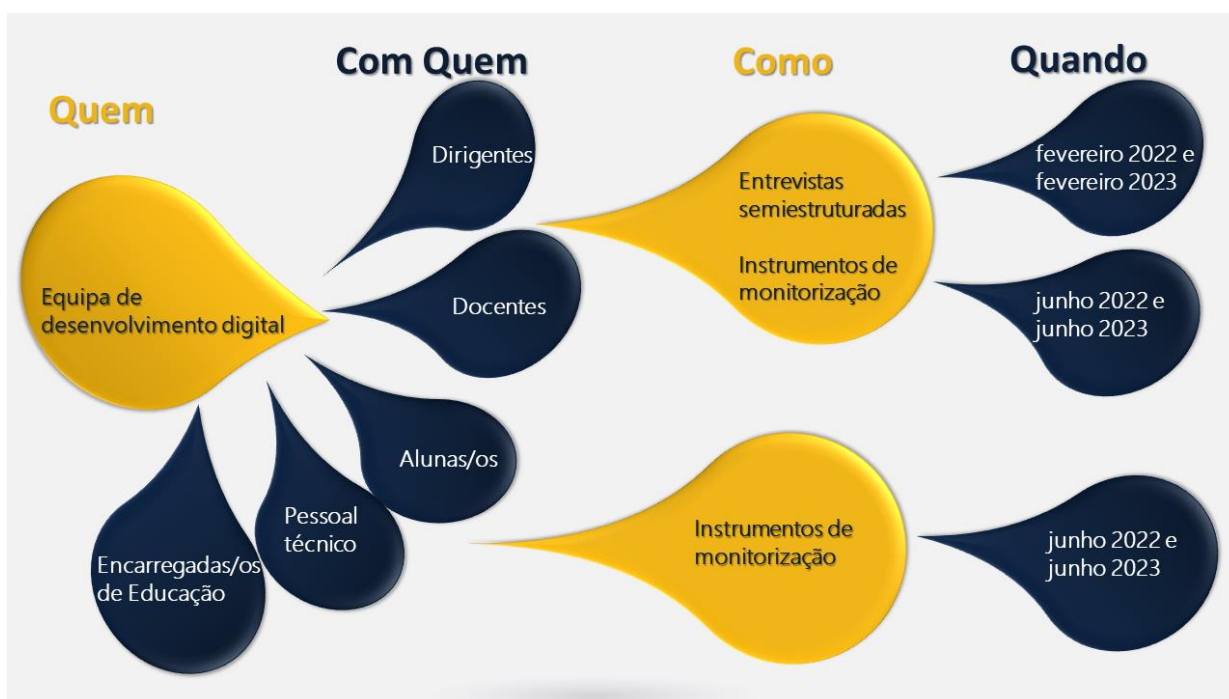 Quem
Com Quem
Como
Quando
Equipa de
desenvolvimento digital
Dirigentes
Docentes
Alunas/os
Pessoal
técnico
Encarregadas/os
de Educação
Entrevistas
semiestruturadas
Instrumentos de
monitorização
fevereiro 2022 e
fevereiro 2023
junho 2022 e
junho 2023
Instrumentos de
monitorização
junho 2022 e
junho 2023